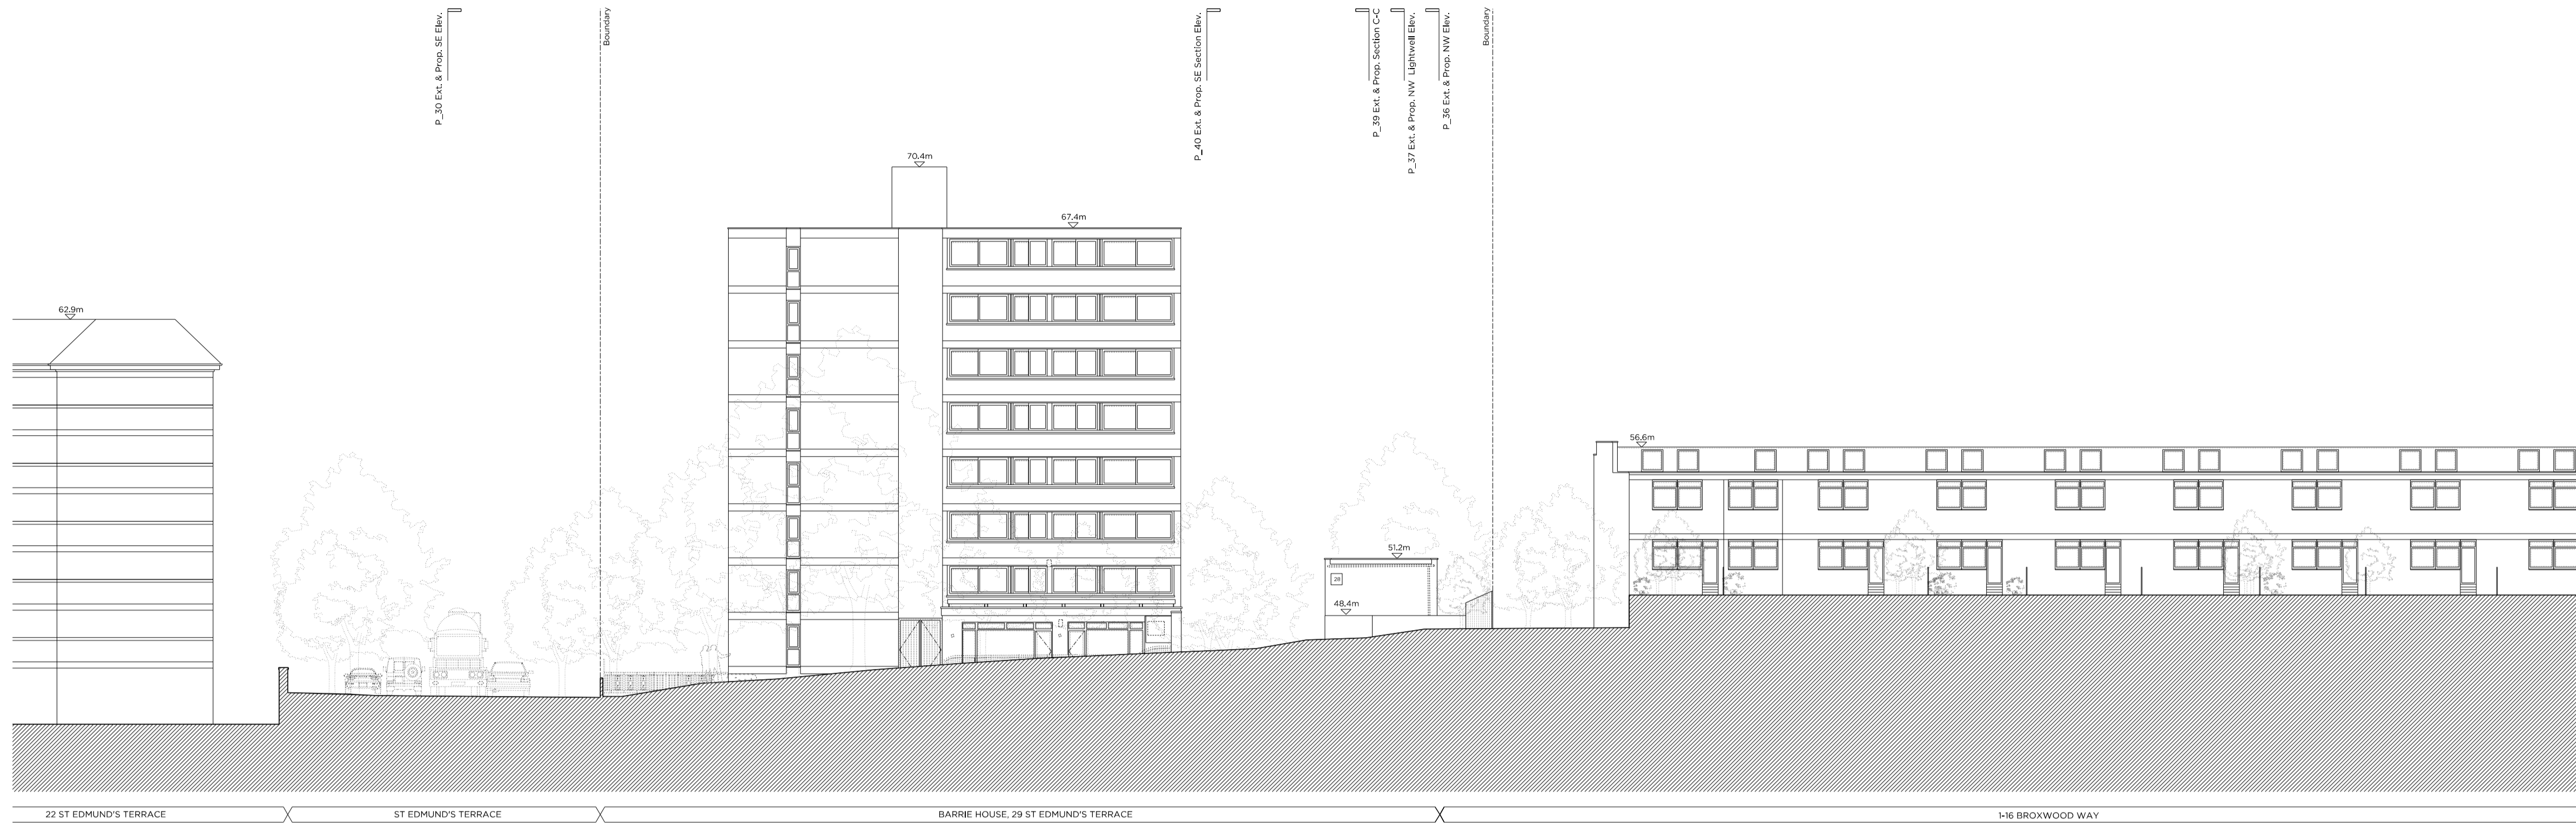 P_30 Ext. & Prop. SE Elev.
Boundary
P_40 Ext. & Prop. SE Section Elev.
P_39 Ext. & Prop. Section C-C
P_37 Ext. & Prop. NW Lightwell Elev.
P_36 Ext. & Prop. NW Elev.
Boundary
70.4m
67.4m
62.9m
56.6m
51.2m
28
48.4m
22 ST EDMUND'S TERRACE
ST EDMUND'S TERRACE
BARRIE HOUSE, 29 ST EDMUND'S TERRACE
1-16 BROXWOOD WAY